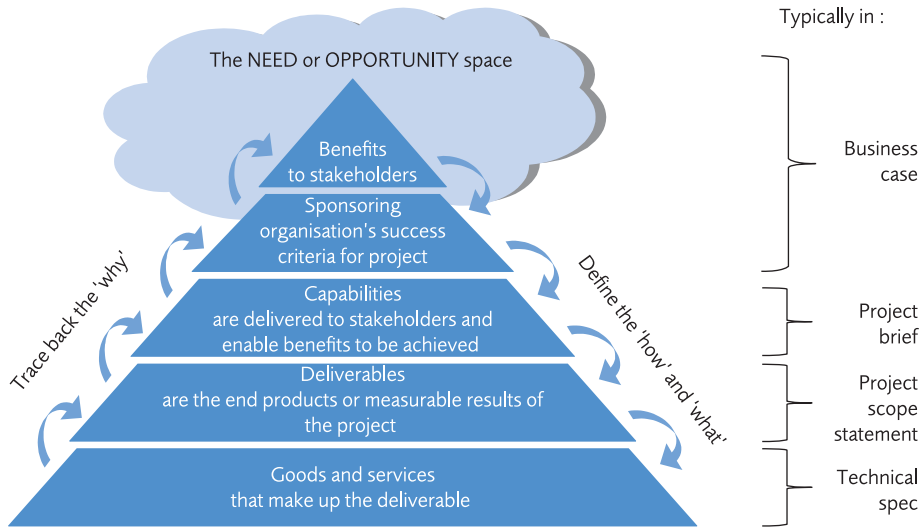 Typically in :
The NEED or OPPORTUNITY space
Benefits
to stakeholders
Sponsoring
organisation's success
criteria for project
Capabilities
are delivered to stakeholders and
enable benefits to be achieved
Deliverables
are the end products or measurable results of
the project
Goods and services
that make up the deliverable
Trace back the 'why'
Define the 'how' and 'what'
Business
case
Project
brief
Project
scope
statement
Technical
spec